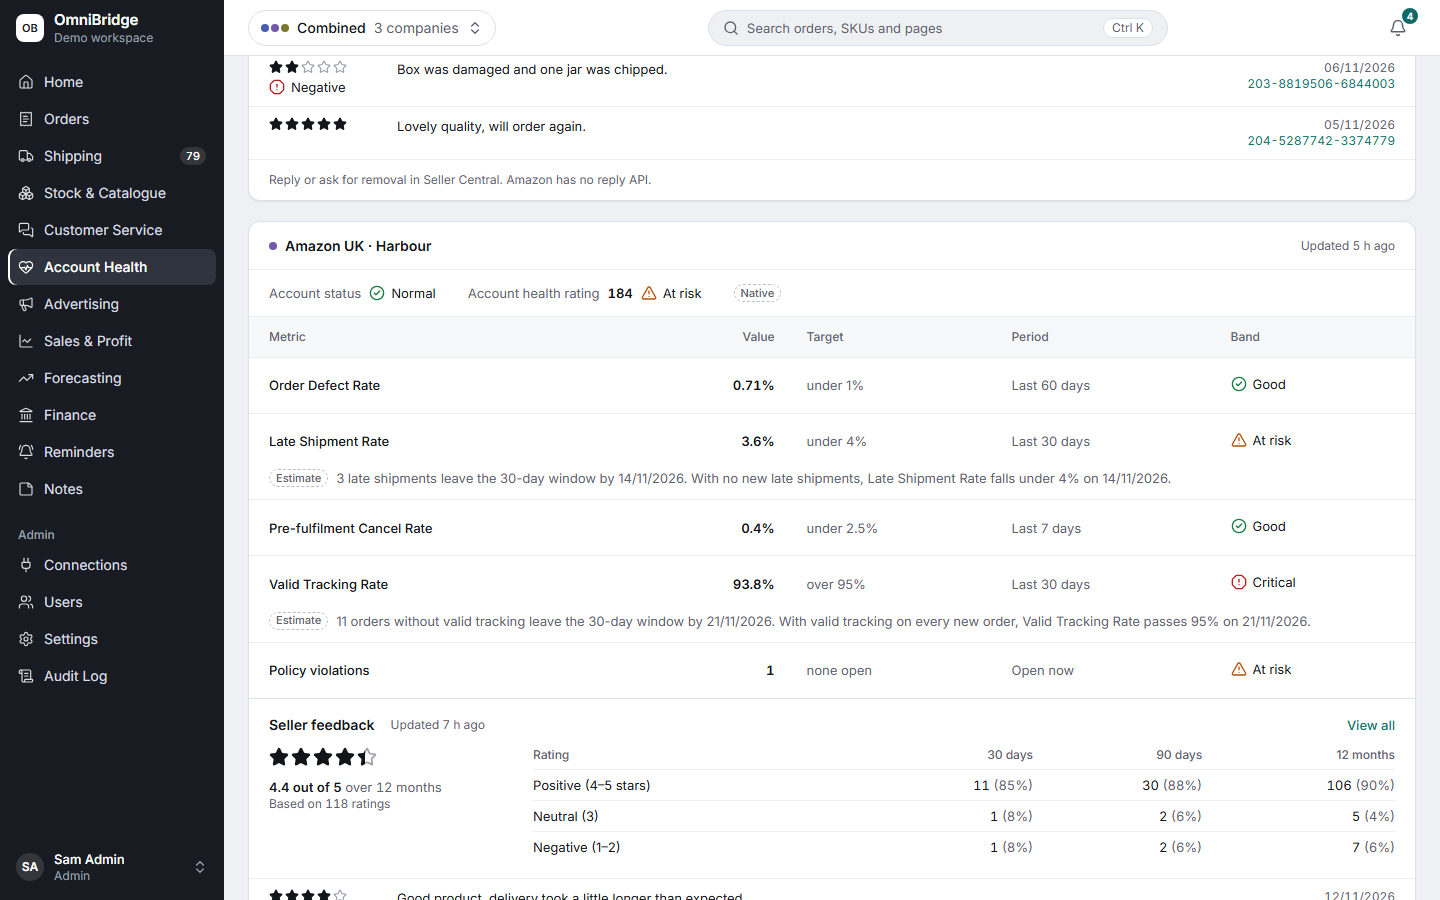 OB
OmniBridge
Demo workspace
Home
Orders
Shipping 79
Stock & Catalogue
Customer Service
Account Health
Advertising
Sales & Profit
Forecasting
Finance
Reminders
Notes
Admin
Connections
Users
Settings
Audit Log
SA
Sam Admin
Admin
Combined 3 companies
Search orders, SKUs and pages Ctrl K
4
Box was damaged and one jar was chipped. 06/11/2026
Negative 203-8819506-6844003
Lovely quality, will order again. 05/11/2026
204-5287742-3374779
Reply or ask for removal in Seller Central. Amazon has no reply API.
Amazon UK · Harbour Updated 5 h ago
Account status Normal Account health rating 184 At risk Native
Metric Value Target Period Band
Order Defect Rate 0.71% under 1% Last 60 days Good
Late Shipment Rate 3.6% under 4% Last 30 days At risk
Estimate 3 late shipments leave the 30-day window by 14/11/2026. With no new late shipments, Late Shipment Rate falls under 4% on 14/11/2026.
Pre-fulfilment Cancel Rate 0.4% under 2.5% Last 7 days Good
Valid Tracking Rate 93.8% over 95% Last 30 days Critical
Estimate 11 orders without valid tracking leave the 30-day window by 21/11/2026. With valid tracking on every new order, Valid Tracking Rate passes 95% on 21/11/2026.
Policy violations 1 none open Open now At risk
Seller feedback Updated 7 h ago View all
4.4 out of 5 over 12 months
Based on 118 ratings
Rating 30 days 90 days 12 months
Positive (4–5 stars) 11 (85%) 30 (88%) 106 (90%)
Neutral (3) 1 (8%) 2 (6%) 5 (4%)
Negative (1–2) 1 (8%) 2 (6%) 7 (6%)
Good product, delivery took a little longer than expected. 12/11/2026